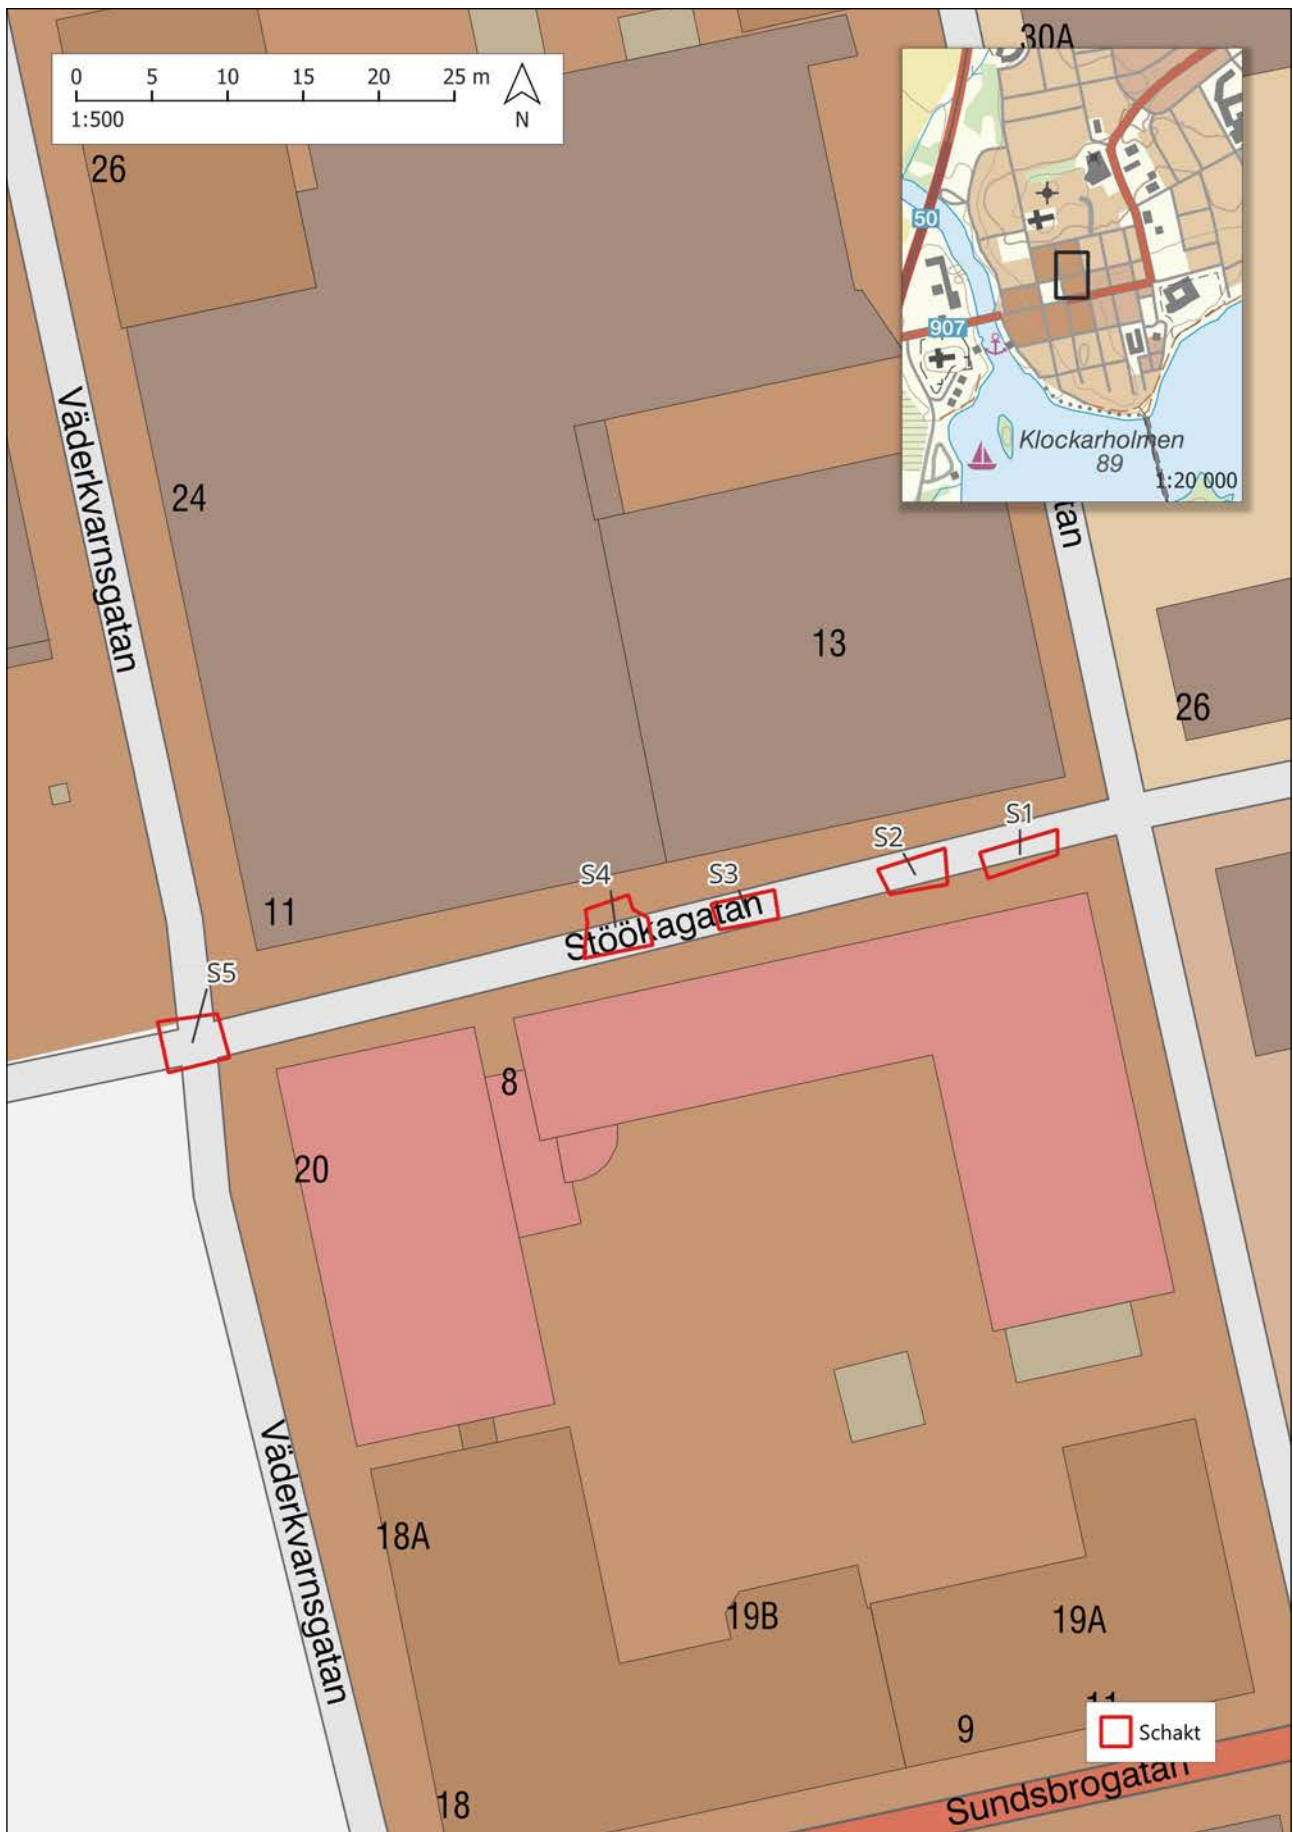 30A
0 5 10 15 20 25 m
1:500
N
26
50
907
Klockarholmen
89
1:20 000
Väderkvarnsgatan
24
tan
13
26
S1
S2
S3
S4
Stöökagatan
11
S5
8
20
Väderkvarnsgatan
18A
19B
19A
11
9
Schakt
18
Sundsbrogatan